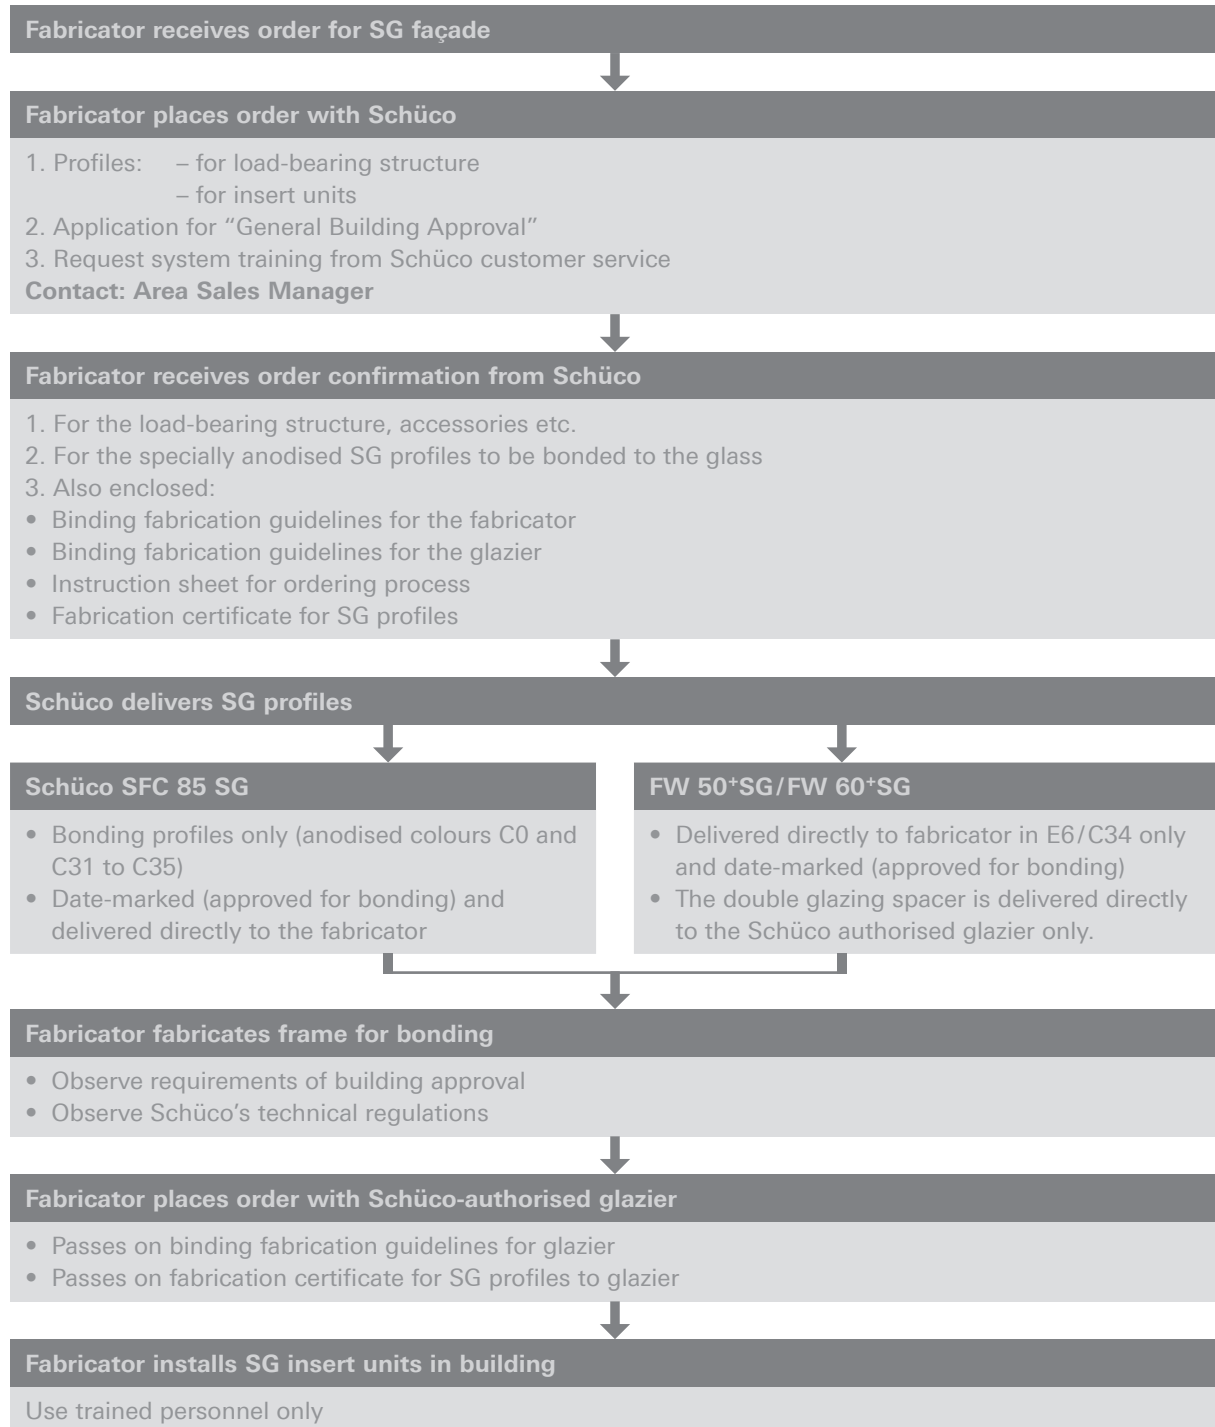 Fabricator receives order for SG façade
Fabricator places order with Schüco
1. Profiles: – for load-bearing structure
– for insert units
2. Application for “General Building Approval”
3. Request system training from Schüco customer service
Contact: Area Sales Manager
Fabricator receives order confirmation from Schüco
1. For the load-bearing structure, accessories etc.
2. For the specially anodised SG profiles to be bonded to the glass
3. Also enclosed:
• Binding fabrication guidelines for the fabricator
• Binding fabrication guidelines for the glazier
• Instruction sheet for ordering process
• Fabrication certificate for SG profiles
Schüco delivers SG profiles
Schüco SFC 85 SG
• Bonding profiles only (anodised colours C0 and
C31 to C35)
• Date-marked (approved for bonding) and
delivered directly to the fabricator
FW 50⁺SG/FW 60⁺SG
• Delivered directly to fabricator in E6/C34 only
and date-marked (approved for bonding)
• The double glazing spacer is delivered directly
to the Schüco authorised glazier only.
Fabricator fabricates frame for bonding
• Observe requirements of building approval
• Observe Schüco’s technical regulations
Fabricator places order with Schüco-authorised glazier
• Passes on binding fabrication guidelines for glazier
• Passes on fabrication certificate for SG profiles to glazier
Fabricator installs SG insert units in building
Use trained personnel only